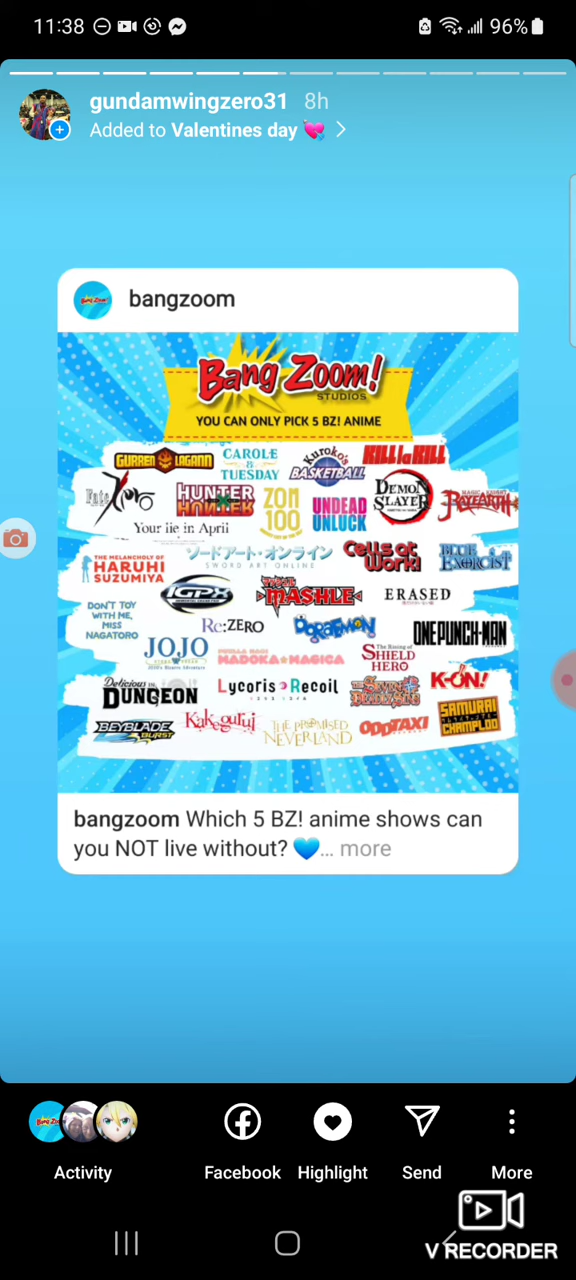 11:38
96%
gundamwingzero31 8h
Added to Valentines day 💘 >
bangzoom
Bang Zoom!
STUDIOS
YOU CAN ONLY PICK 5 BZ! ANIME
GURREN LAGANN
CAROLE & TUESDAY
Kuroko's BASKETBALL
KILL la KILL
Fate Zero
HUNTER HUNTER
ZOM 100
UNDEAD UNLUCK
DEMON SLAYER
MAGIC KNIGHT RAYEARTH
Your lie in April
THE MELANCHOLY OF HARUHI SUZUMIYA
ソードアート・オンライン
SWORD ART ONLINE
Cells at Work!
BLUE EXORCIST
IGPX
MASHLE
ERASED
DON'T TOY WITH ME, MISS NAGATORO
Re:ZERO
DORAEMON
ONE PUNCH-MAN
JOJO
MADOKA★MAGICA
The Rising of SHIELD HERO
Delicious in DUNGEON
Lycoris Recoil
The SEVEN DEADLY SINS
K-ON!
BEYBLADE BURST
Kakegurui
THE PROMISED NEVERLAND
ODDTAXI
SAMURAI CHAMPLOO
bangzoom Which 5 BZ! anime shows can
you NOT live without? 💙... more
Activity
Facebook
Highlight
Send
More
V RECORDER